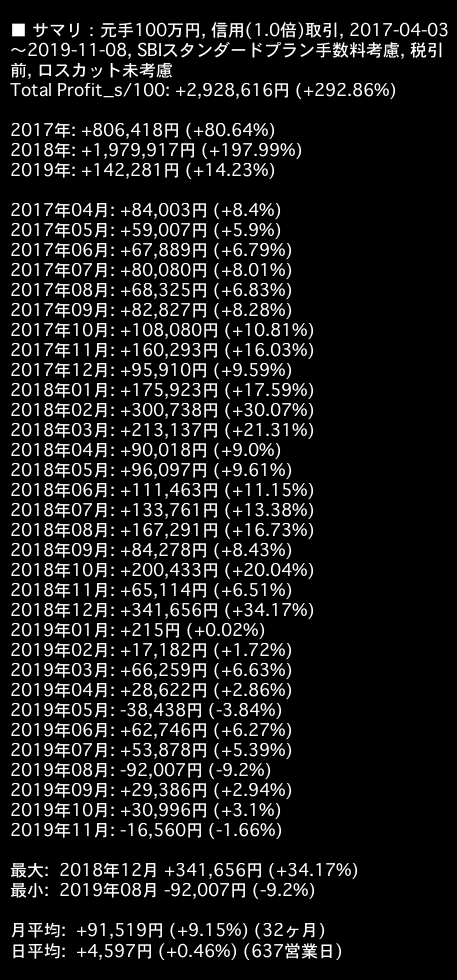 ■ サマリ：元手100万円, 信用(1.0倍)取引, 2017-04-03
～2019-11-08, SBIスタンダードプラン手数料考慮, 税引
前, ロスカット未考慮
Total Profit_s/100: +2,928,616円 (+292.86%)
2017年: +806,418円 (+80.64%)
2018年: +1,979,917円 (+197.99%)
2019年: +142,281円 (+14.23%)
2017年04月: +84,003円 (+8.4%)
2017年05月: +59,007円 (+5.9%)
2017年06月: +67,889円 (+6.79%)
2017年07月: +80,080円 (+8.01%)
2017年08月: +68,325円 (+6.83%)
2017年09月: +82,827円 (+8.28%)
2017年10月: +108,080円 (+10.81%)
2017年11月: +160,293円 (+16.03%)
2017年12月: +95,910円 (+9.59%)
2018年01月: +175,923円 (+17.59%)
2018年02月: +300,738円 (+30.07%)
2018年03月: +213,137円 (+21.31%)
2018年04月: +90,018円 (+9.0%)
2018年05月: +96,097円 (+9.61%)
2018年06月: +111,463円 (+11.15%)
2018年07月: +133,761円 (+13.38%)
2018年08月: +167,291円 (+16.73%)
2018年09月: +84,278円 (+8.43%)
2018年10月: +200,433円 (+20.04%)
2018年11月: +65,114円 (+6.51%)
2018年12月: +341,656円 (+34.17%)
2019年01月: +215円 (+0.02%)
2019年02月: +17,182円 (+1.72%)
2019年03月: +66,259円 (+6.63%)
2019年04月: +28,622円 (+2.86%)
2019年05月: -38,438円 (-3.84%)
2019年06月: +62,746円 (+6.27%)
2019年07月: +53,878円 (+5.39%)
2019年08月: -92,007円 (-9.2%)
2019年09月: +29,386円 (+2.94%)
2019年10月: +30,996円 (+3.1%)
2019年11月: -16,560円 (-1.66%)
最大:  2018年12月 +341,656円 (+34.17%)
最小:  2019年08月 -92,007円 (-9.2%)
月平均:  +91,519円 (+9.15%) (32ヶ月)
日平均:  +4,597円 (+0.46%) (637営業日)